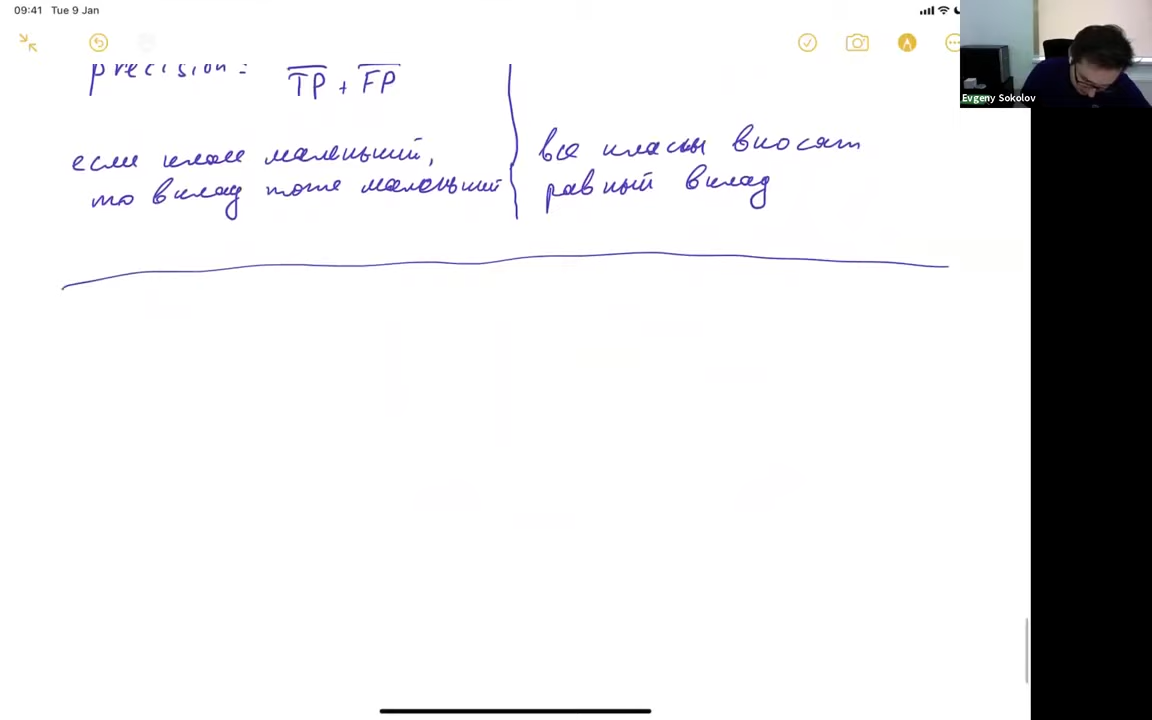 09:41 Tue 9 Jan
Evgeny Sokolov
precision =
TP + FP
если класс маленький,
то вклад тоже маленький
все классы вносят
равный вклад